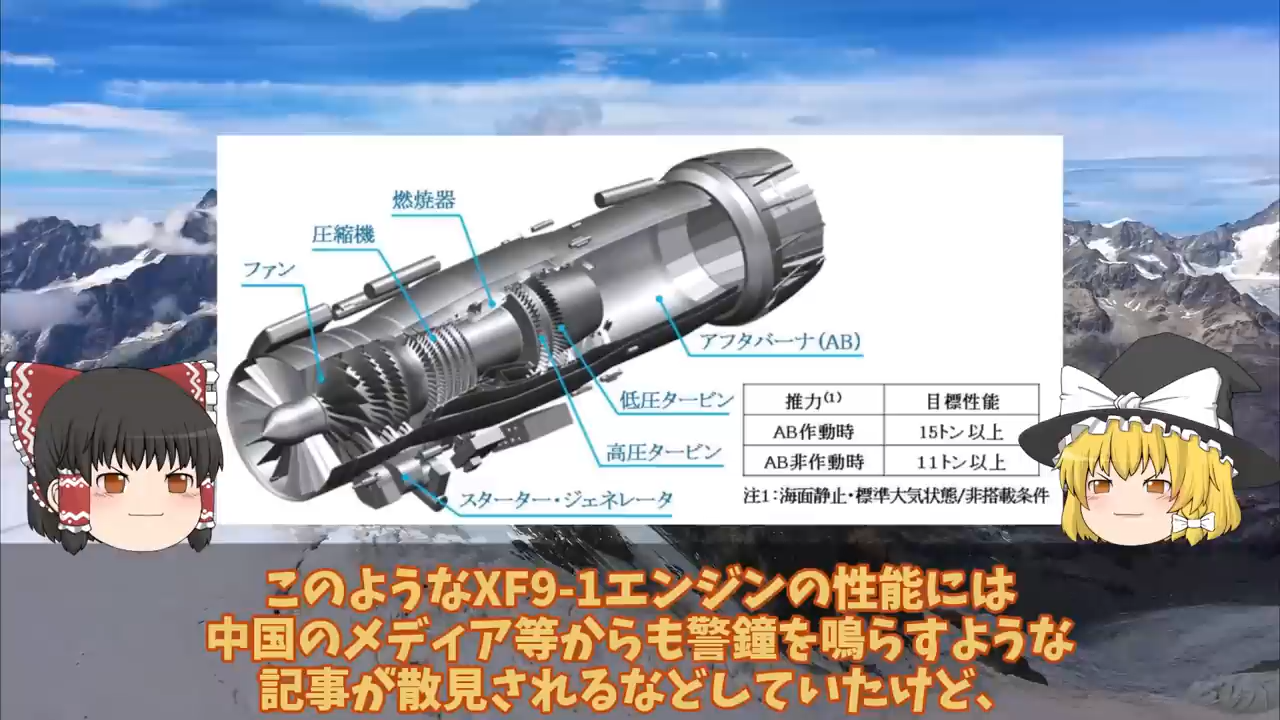 燃焼器
圧縮機
ファン
アフタバーナ(AB)
低圧タービン
高圧タービン
スターター・ジェネレータ
推力(1) 目標性能
AB作動時 15トン以上
AB非作動時 11トン以上
注1:海面静止・標準大気状態/非搭載条件
このようなXF9-1エンジンの性能には
中国のメディア等からも警鐘を鳴らすような
記事が散見されるなどしていたけど、